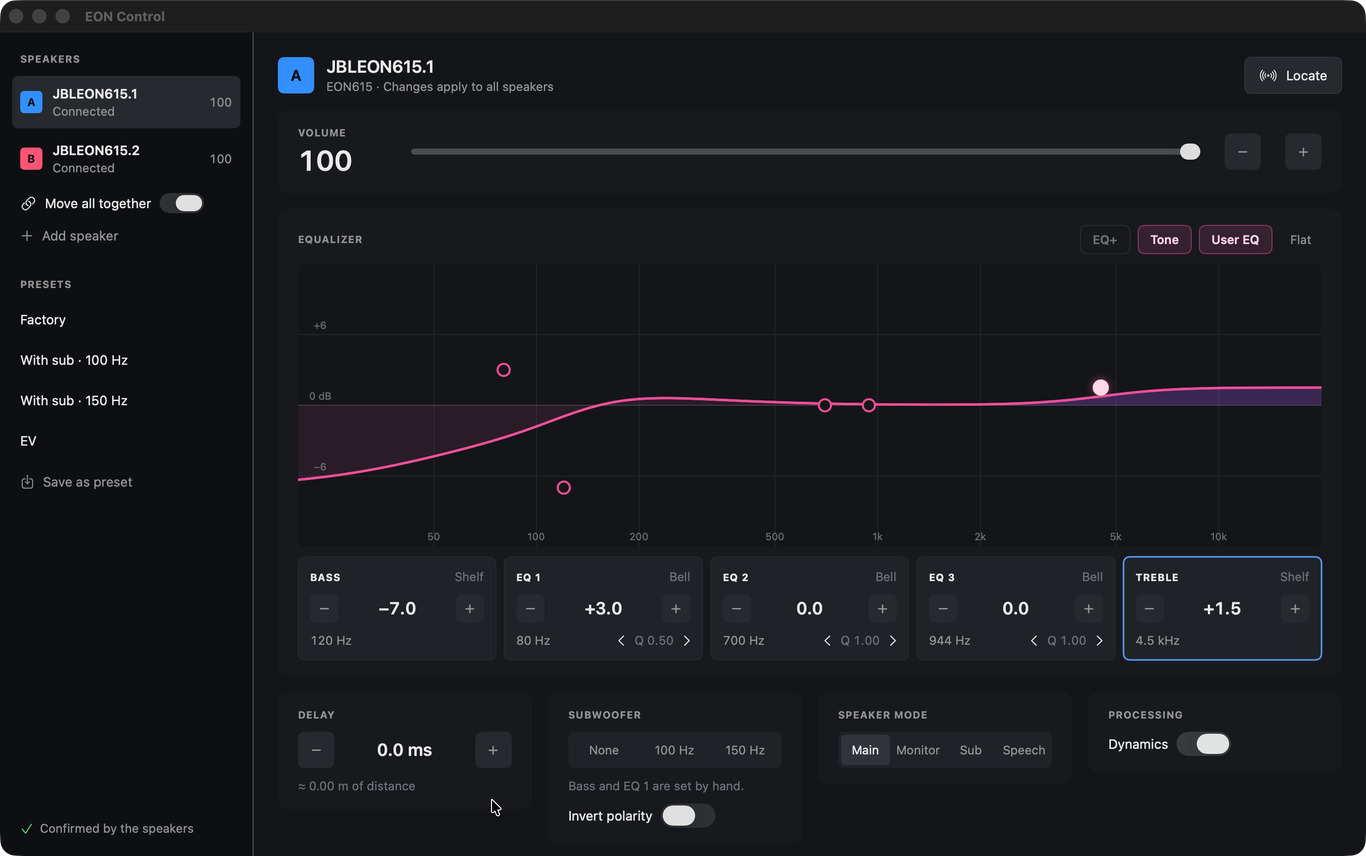 EON Control
SPEAKERS
A
JBLEON615.1
Connected
100
B
JBLEON615.2
Connected
100
Move all together
Add speaker
PRESETS
Factory
With sub · 100 Hz
With sub · 150 Hz
EV
Save as preset
Confirmed by the speakers
A
JBLEON615.1
EON615 · Changes apply to all speakers
Locate
VOLUME
100
− +
EQUALIZER
EQ+ Tone User EQ Flat
+6
0 dB
−6
50 100 200 500 1k 2k 5k 10k
BASS Shelf
− −7.0 +
120 Hz
EQ 1 Bell
− +3.0 +
80 Hz Q 0.50
EQ 2 Bell
− 0.0 +
700 Hz Q 1.00
EQ 3 Bell
− 0.0 +
944 Hz Q 1.00
TREBLE Shelf
− +1.5 +
4.5 kHz
DELAY
− 0.0 ms +
≈ 0.00 m of distance
SUBWOOFER
None 100 Hz 150 Hz
Bass and EQ 1 are set by hand.
Invert polarity
SPEAKER MODE
Main Monitor Sub Speech
PROCESSING
Dynamics